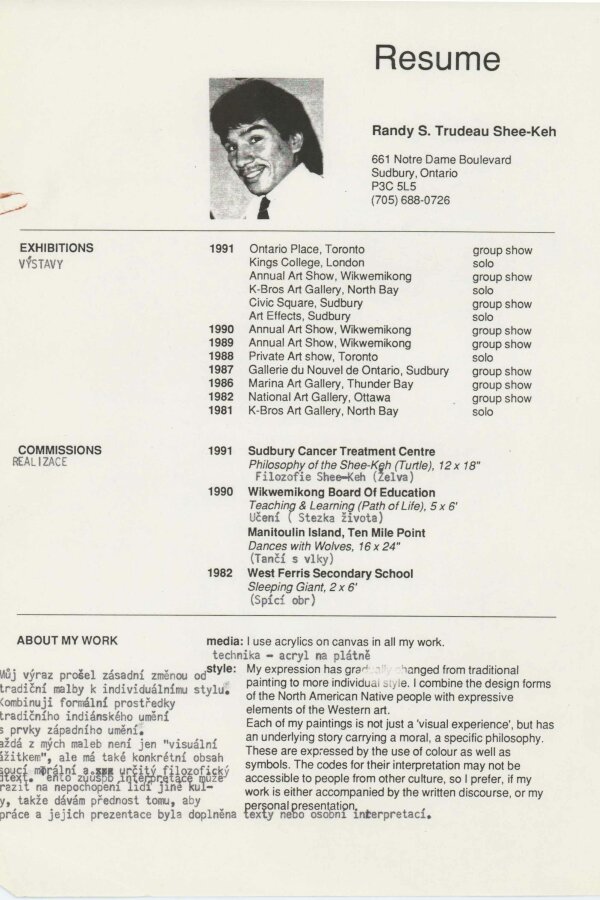 Resume
Randy S. Trudeau Shee-Keh
661 Notre Dame Boulevard
Sudbury, Ontario
P3C 5L5
(705) 688-0726
EXHIBITIONS
VÝSTAVY
1991 Ontario Place, Toronto group show
Kings College, London solo
Annual Art Show, Wikwemikong group show
K-Bros Art Gallery, North Bay solo
Civic Square, Sudbury group show
Art Effects, Sudbury solo
1990 Annual Art Show, Wikwemikong group show
1989 Annual Art Show, Wikwemikong group show
1988 Private Art show, Toronto solo
1987 Gallerie du Nouvel de Ontario, Sudbury group show
1986 Marina Art Gallery, Thunder Bay group show
1982 National Art Gallery, Ottawa group show
1981 K-Bros Art Gallery, North Bay solo
COMMISSIONS
REALIZACE
1991 Sudbury Cancer Treatment Centre
Philosophy of the Shee-Keh (Turtle), 12 x 18"
Filozofie Shee-Keh (Želva)
1990 Wikwemikong Board Of Education
Teaching & Learning (Path of Life), 5 x 6'
Učení ( Stezka života)
Manitoulin Island, Ten Mile Point
Dances with Wolves, 16 x 24"
(Tančí s vlky)
1982 West Ferris Secondary School
Sleeping Giant, 2 x 6'
(Spící obr)
ABOUT MY WORK
media: I use acrylics on canvas in all my work.
technika - acryl na plátně
style: My expression has gradually changed from traditional
painting to more individual style. I combine the design forms
of the North American Native people with expressive
elements of the Western art.
Each of my paintings is not just a 'visual experience', but has
an underlying story carrying a moral, a specific philosophy.
These are expressed by the use of colour as well as
symbols. The codes for their interpretation may not be
accessible to people from other culture, so I prefer, if my
work is either accompanied by the written discourse, or my
personal presentation.
Můj výraz prošel zásadní změnou od
tradiční malby k individuálnímu stylu.
Kombinuji formální prostředky
tradičního indiánského umění
s prvky západního umění.
aždá z mých maleb není jen "visuální
ážitkem", ale má také konkrétní obsah
soucí morální a určitý filozofický
text. ento způsob interpretace může
razit na nepochopení lidí jiné kul-
y, takže dávám přednost tomu, aby
práce a jejich prezentace byla doplněna texty nebo osobní interpretací.